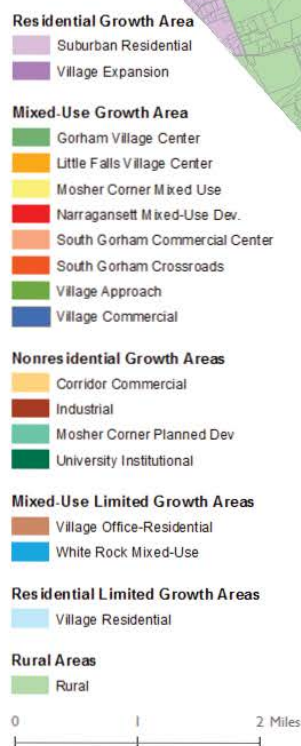 Residential Growth Area
Suburban Residential
Village Expansion
Mixed-Use Growth Area
Gorham Village Center
Little Falls Village Center
Mosher Corner Mixed Use
Narragansett Mixed-Use Dev.
South Gorham Commercial Center
South Gorham Crossroads
Village Approach
Village Commercial
Nonresidential Growth Areas
Corridor Commercial
Industrial
Mosher Corner Planned Dev
University Institutional
Mixed-Use Limited Growth Areas
Village Office-Residential
White Rock Mixed-Use
Residential Limited Growth Areas
Village Residential
Rural Areas
Rural
0 1 2 Miles